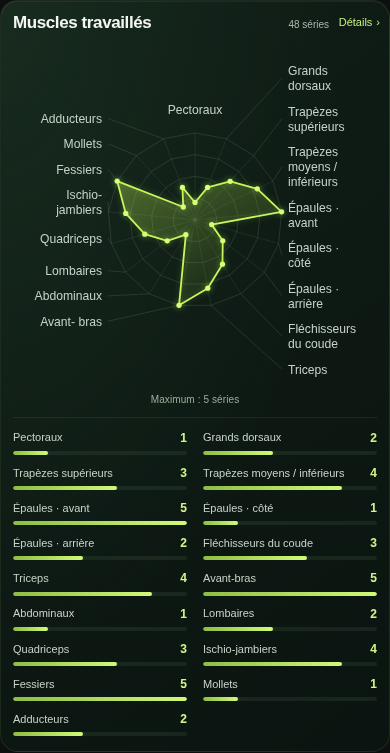 Muscles travaillés
48 séries
Détails ›
Grands
dorsaux
Pectoraux
Trapèzes
supérieurs
Adducteurs
Mollets
Trapèzes
moyens /
inférieurs
Fessiers
Ischio-
jambiers
Épaules ·
avant
Quadriceps
Épaules ·
côté
Lombaires
Épaules ·
arrière
Abdominaux
Avant- bras
Fléchisseurs
du coude
Triceps
Maximum : 5 séries
Pectoraux 1
Grands dorsaux 2
Trapèzes supérieurs 3
Trapèzes moyens / inférieurs 4
Épaules · avant 5
Épaules · côté 1
Épaules · arrière 2
Fléchisseurs du coude 3
Triceps 4
Avant-bras 5
Abdominaux 1
Lombaires 2
Quadriceps 3
Ischio-jambiers 4
Fessiers 5
Mollets 1
Adducteurs 2